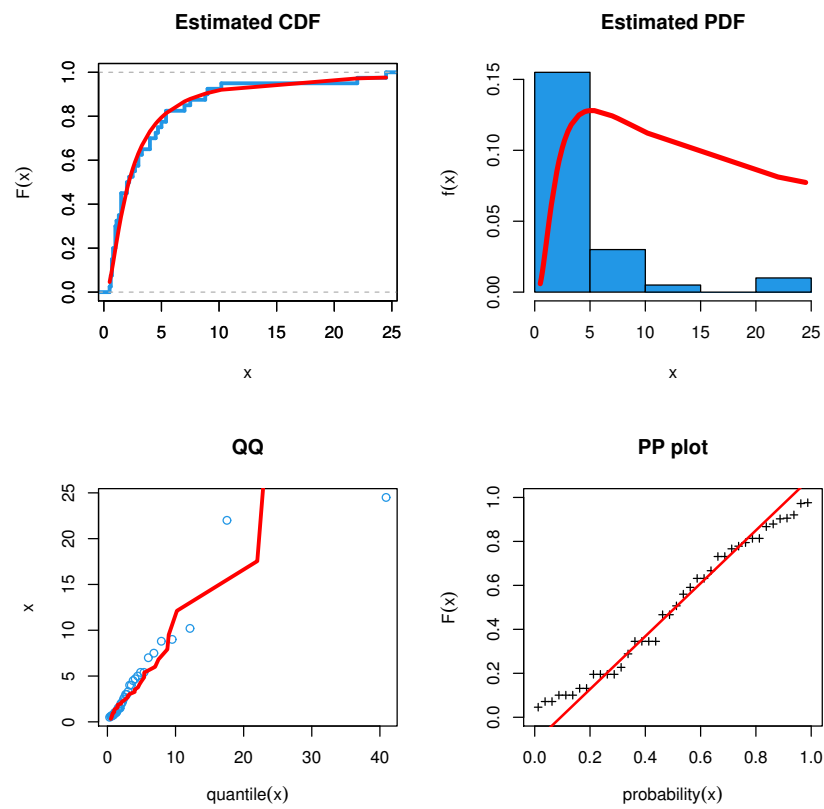 Estimated CDF
F(x)
0.0 0.2 0.4 0.6 0.8 1.0
0 5 10 15 20 25
x
Estimated PDF
f(x)
0.00 0.05 0.10 0.15
0 5 10 15 20 25
x
QQ
x
0 5 10 15 20 25
0 10 20 30 40
quantile(x)
PP plot
F(x)
0.0 0.2 0.4 0.6 0.8 1.0
0.0 0.2 0.4 0.6 0.8 1.0
probability(x)